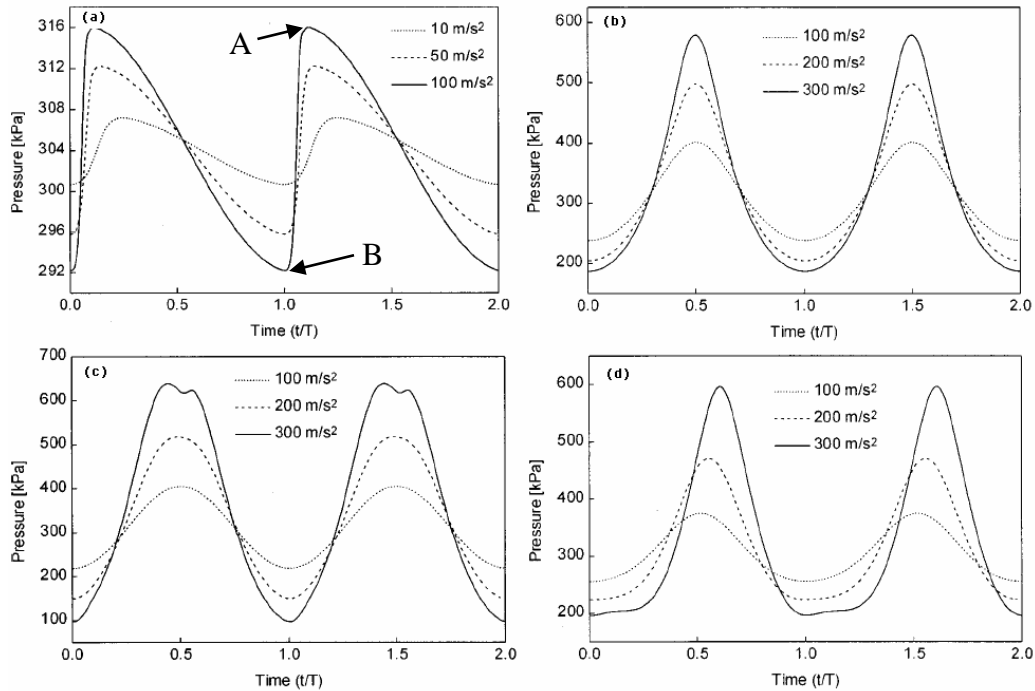 (a)
A
B
10 m/s²
50 m/s²
100 m/s²
Pressure [kPa]
316
312
308
304
300
296
292
0.0 0.5 1.0 1.5 2.0
Time (t/T)
(b)
100 m/s²
200 m/s²
300 m/s²
Pressure [kPa]
600
500
400
300
200
0.0 0.5 1.0 1.5 2.0
Time (t/T)
(c)
100 m/s²
200 m/s²
300 m/s²
Pressure [kPa]
700
600
500
400
300
200
100
0.0 0.5 1.0 1.5 2.0
Time (t/T)
(d)
100 m/s²
200 m/s²
300 m/s²
Pressure [kPa]
600
500
400
300
200
0.0 0.5 1.0 1.5 2.0
Time (t/T)